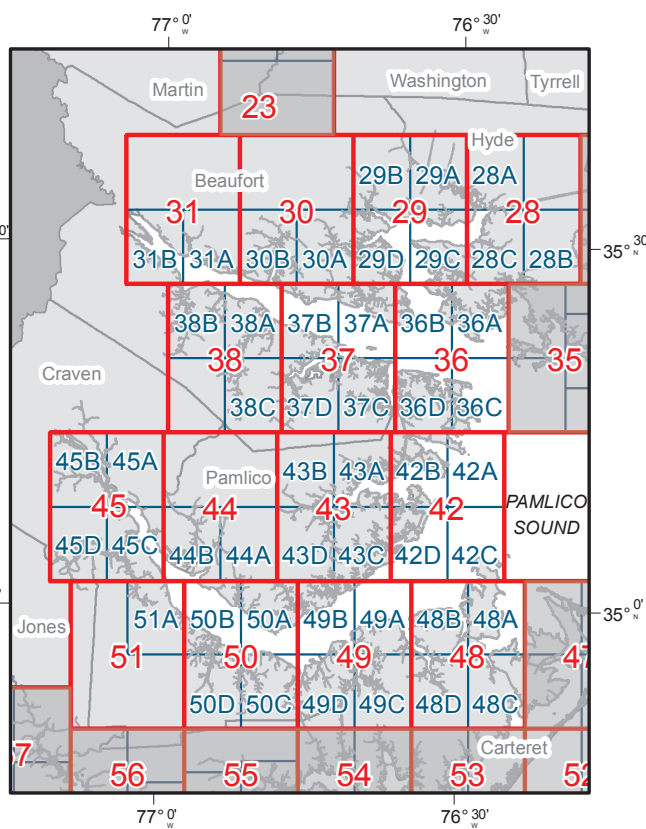 77° 0' W 76° 30' W
Martin Washington Tyrrell
23
Hyde
29B 29A 28A
Beaufort
31 30 29 28
0' 35° 30' N
31B 31A 30B 30A 29D 29C 28C 28B
38B 38A 37B 37A 36B 36A
38 37 36 35
Craven
38C 37D 37C 36D 36C
45B 45A Pamlico 43B 43A 42B 42A
45 44 43 42 PAMLICO
SOUND
45D 45C 44B 44A 43D 43C 42D 42C
' 35° 0' N
Jones 51A 50B 50A 49B 49A 48B 48A
51 50 49 48 47
50D 50C 49D 49C 48D 48C
7 Carteret
56 55 54 53 52
77° 0' W 76° 30' W